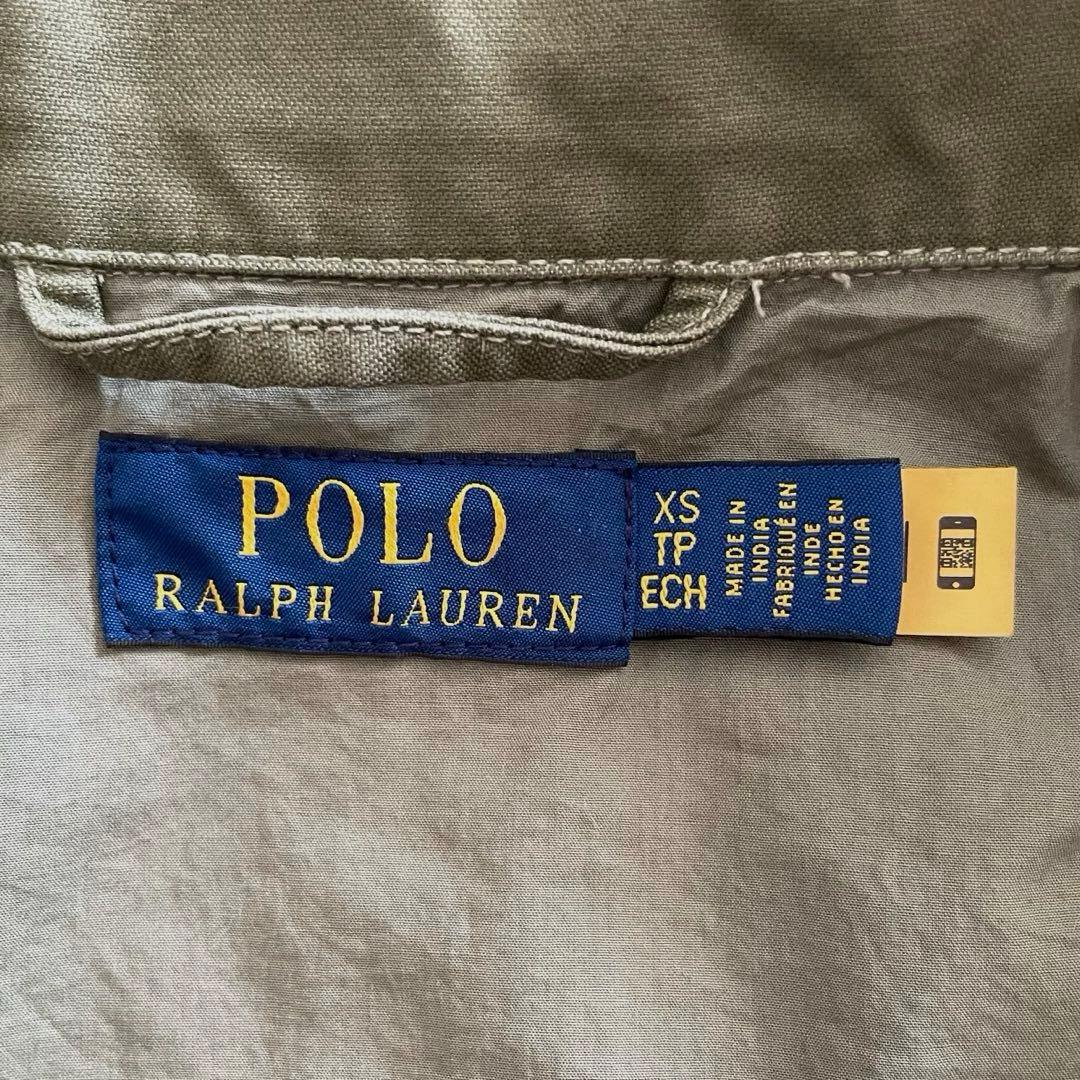 POLO
RALPH LAUREN
XS
TP
ECH
MADE IN
INDIA
FABRIQUÉ EN
INDE
HECHO EN
INDIA